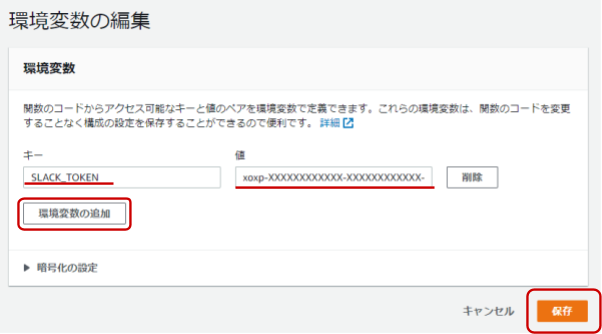 環境変数の編集
環境変数
関数のコードからアクセス可能なキーと値のペアを環境変数で定義できます。これらの環境変数は、関数のコードを変更
することなく構成の設定を保存することができるので便利です。 詳細
キー 値
SLACK_TOKEN xoxp-XXXXXXXXXXXX-XXXXXXXXXXXX- 削除
環境変数の追加
暗号化の設定
キャンセル 保存